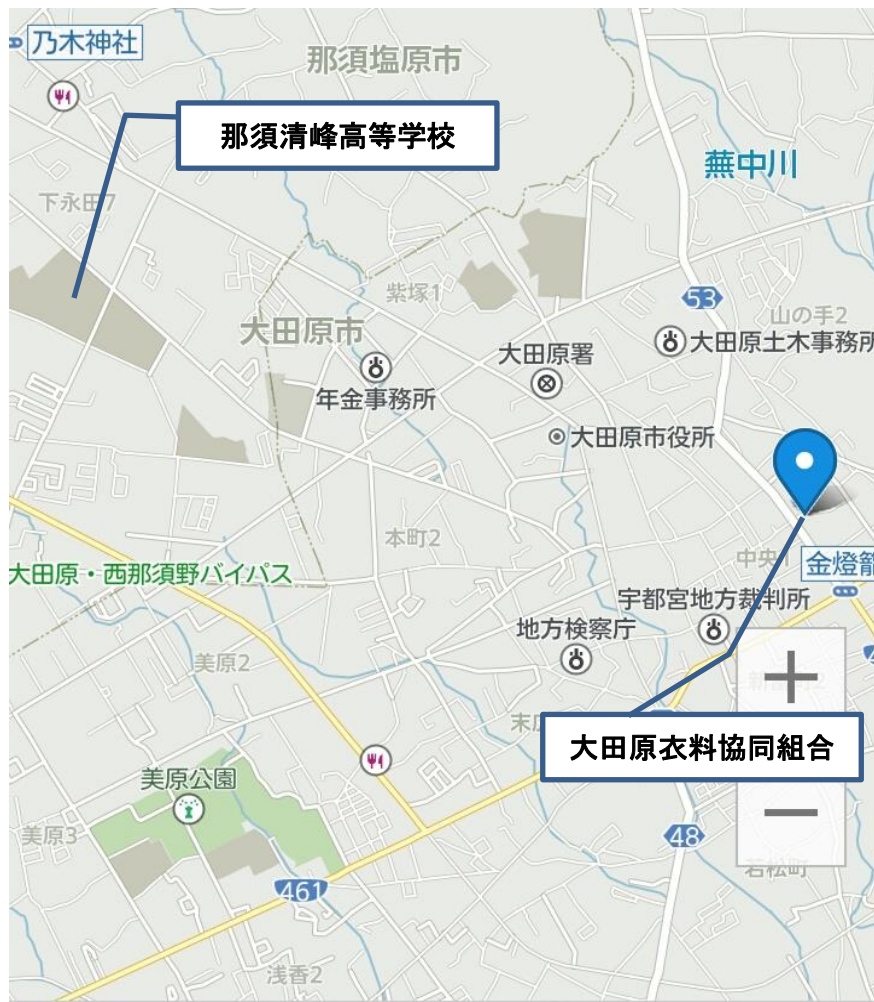 乃木神社
那須塩原市
那須清峰高等学校
蕪中川
下永田7
紫塚1
53
山の手2
大田原市
大田原署
大田原土木事務所
年金事務所
大田原市役所
本町2
中央1
金燈籠
大田原・西那須野バイパス
宇都宮地方裁判所
地方検察庁
美原2
大田原衣料協同組合
美原公園
美原3
48
若松町
461
浅香2